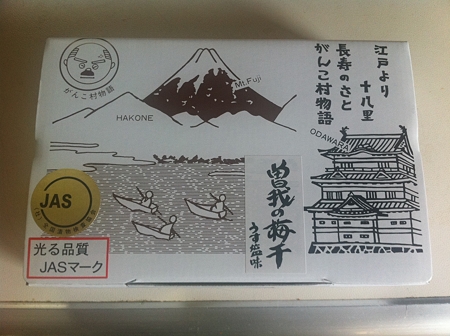 江戸より
十八里
長寿のさと
がんこ村物語
がんこ村物語
Mt.Fuji
HAKONE
ODAWARA
曽我の梅干
うす塩味
JAS
光る品質
JASマーク